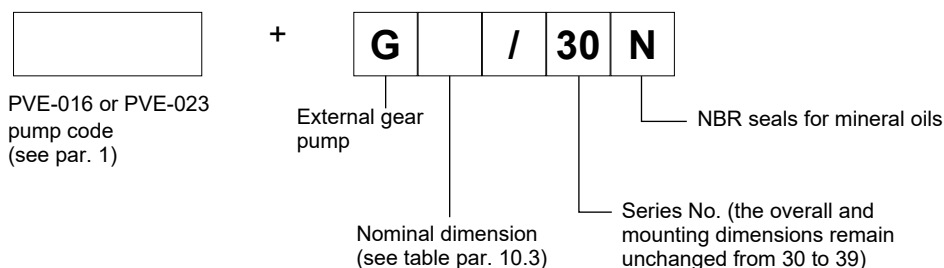 + G / 30 N
PVE-016 or PVE-023
pump code
(see par. 1)
External gear
pump
NBR seals for mineral oils
Nominal dimension
(see table par. 10.3)
Series No. (the overall and
mounting dimensions remain
unchanged from 30 to 39)